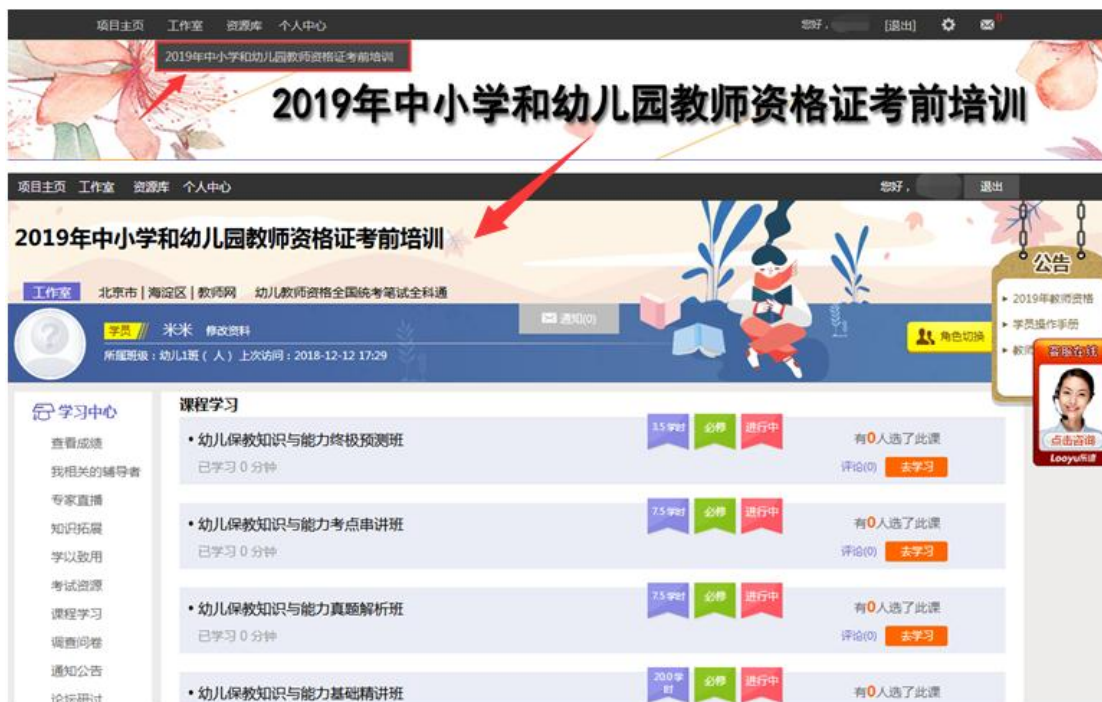 项目主页 工作室 资源库 个人中心 您好， [退出] 0
2019年中小学和幼儿园教师资格证考前培训
2019年中小学和幼儿园教师资格证考前培训
项目主页 工作室 资源库 个人中心 您好， 退出
2019年中小学和幼儿园教师资格证考前培训
工作室 北京市 | 海淀区 | 教师网 幼儿教师资格全国统考笔试全科通
学员 米米 修改资料
通知(0)
角色切换
所属班级：幼儿1班（ 人）上次访问：2018-12-12 17:29
公告
2019年教师资格
学员操作手册
教师
客服在线
点击咨询
Looyu乐语
学习中心
查看成绩
我相关的辅导者
专家直播
知识拓展
学以致用
考试资源
课程学习
调查问卷
通知公告
论坛研讨
课程学习
• 幼儿保教知识与能力终极预测班
3.5学时 必修 进行中
有0人选了此课
已学习 0 分钟
评论(0) 去学习
• 幼儿保教知识与能力考点串讲班
7.5学时 必修 进行中
有0人选了此课
已学习 0 分钟
评论(0) 去学习
• 幼儿保教知识与能力真题解析班
7.5学时 必修 进行中
有0人选了此课
已学习 0 分钟
评论(0) 去学习
• 幼儿保教知识与能力基础精讲班
20.0学时 必修 进行中
有0人选了此课